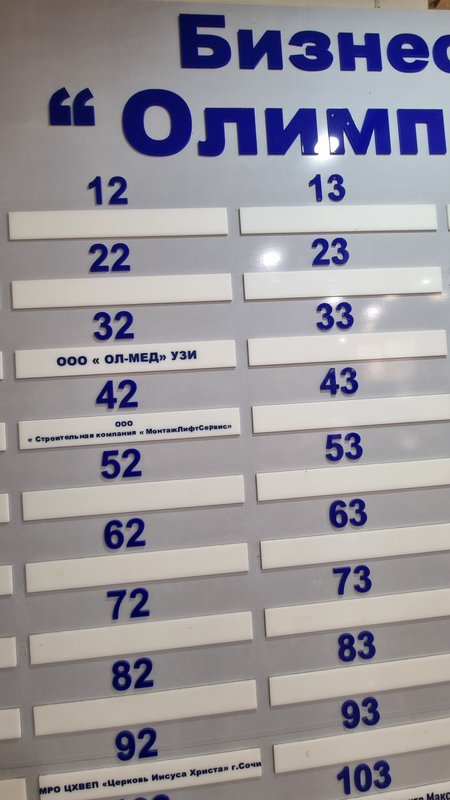 Бизнес
“ Олимп
12 13
22 23
32 33
ООО « ОЛ-МЕД» УЗИ
42 43
ООО
« Строительная компания « МонтажЛифтСервис»
52 53
62 63
72 73
82 83
92 93
МРО ЦХВЕП «Церковь Иисуса Христа» г.Сочи
103